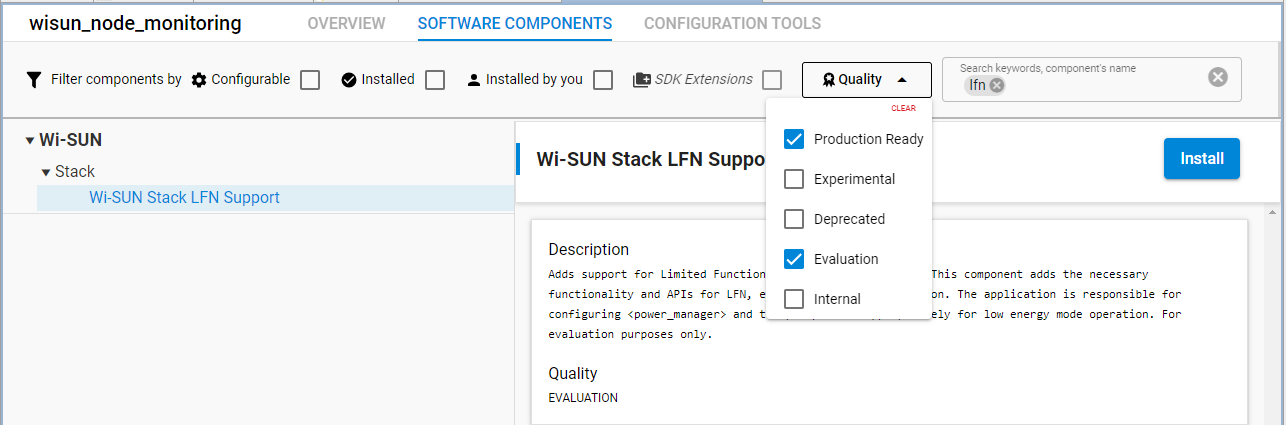 wisun_node_monitoring OVERVIEW SOFTWARE COMPONENTS CONFIGURATION TOOLS
Filter components by Configurable Installed Installed by you SDK Extensions Quality
Search keywords, component's name
lfn
CLEAR
Production Ready
Experimental
Deprecated
Evaluation
Internal
Wi-SUN
Stack
Wi-SUN Stack LFN Support
Wi-SUN Stack LFN Suppo
Install
Description
Adds support for Limited Function This component adds the necessary
functionality and APIs for LFN, e on. The application is responsible for
configuring <power_manager> and t ely for low energy mode operation. For
evaluation purposes only.
Quality
EVALUATION